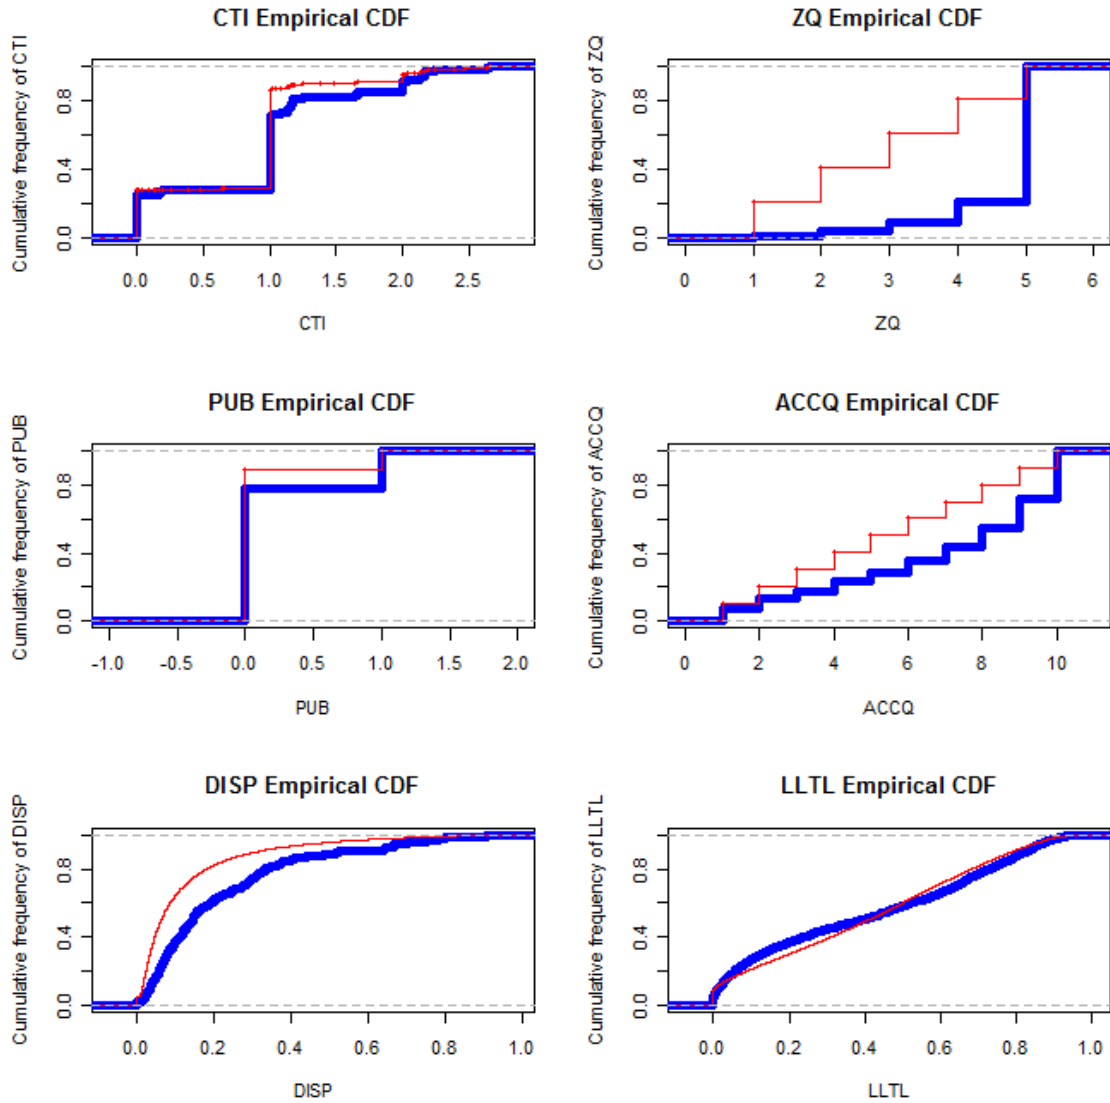 CTI Empirical CDF
Cumulative frequency of CTI
0.0 0.4 0.8
0.0 0.5 1.0 1.5 2.0 2.5
CTI
ZQ Empirical CDF
Cumulative frequency of ZQ
0.0 0.4 0.8
0 1 2 3 4 5 6
ZQ
PUB Empirical CDF
Cumulative frequency of PUB
0.0 0.4 0.8
-1.0 -0.5 0.0 0.5 1.0 1.5 2.0
PUB
ACCQ Empirical CDF
Cumulative frequency of ACCQ
0.0 0.4 0.8
0 2 4 6 8 10
ACCQ
DISP Empirical CDF
Cumulative frequency of DISP
0.0 0.4 0.8
0.0 0.2 0.4 0.6 0.8 1.0
DISP
LLTL Empirical CDF
Cumulative frequency of LLTL
0.0 0.4 0.8
0.0 0.2 0.4 0.6 0.8 1.0
LLTL